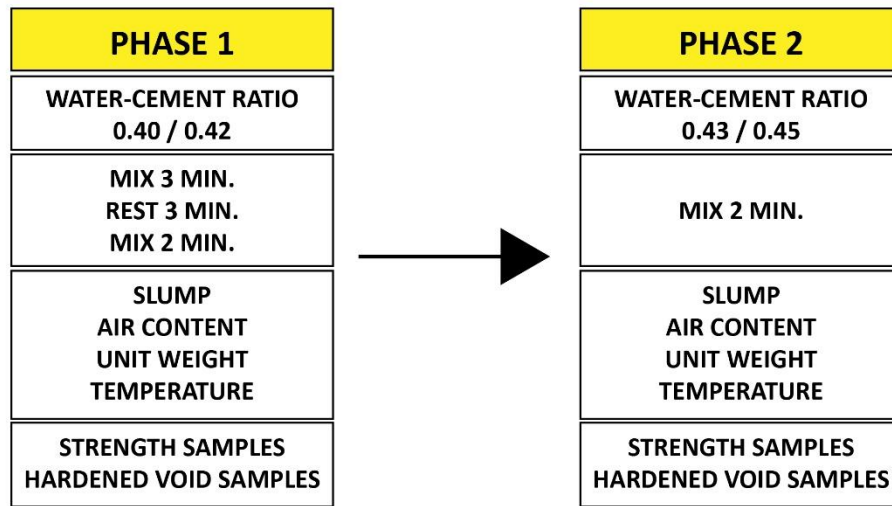 PHASE 1
WATER-CEMENT RATIO
0.40 / 0.42
MIX 3 MIN.
REST 3 MIN.
MIX 2 MIN.
SLUMP
AIR CONTENT
UNIT WEIGHT
TEMPERATURE
STRENGTH SAMPLES
HARDENED VOID SAMPLES
PHASE 2
WATER-CEMENT RATIO
0.43 / 0.45
MIX 2 MIN.
SLUMP
AIR CONTENT
UNIT WEIGHT
TEMPERATURE
STRENGTH SAMPLES
HARDENED VOID SAMPLES